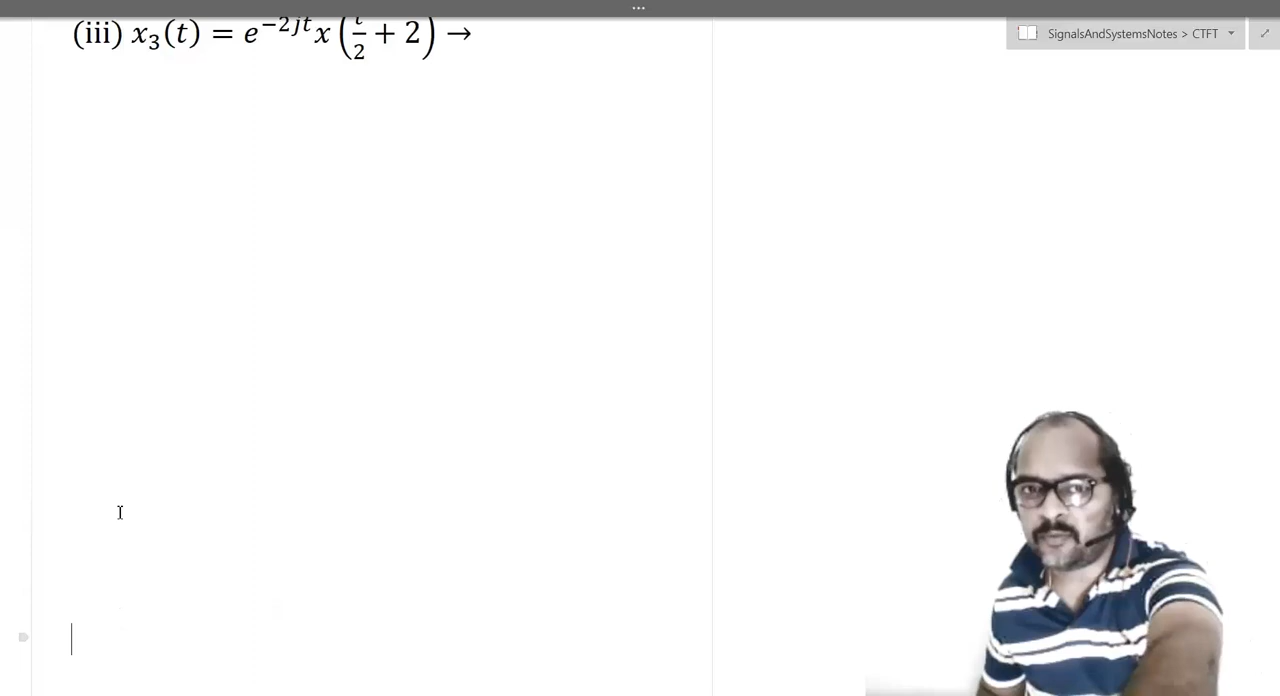 (iii) x₃(t) = e⁻²ʲᵗ x (t/2 + 2) →
SignalsAndSystemsNotes > CTFT